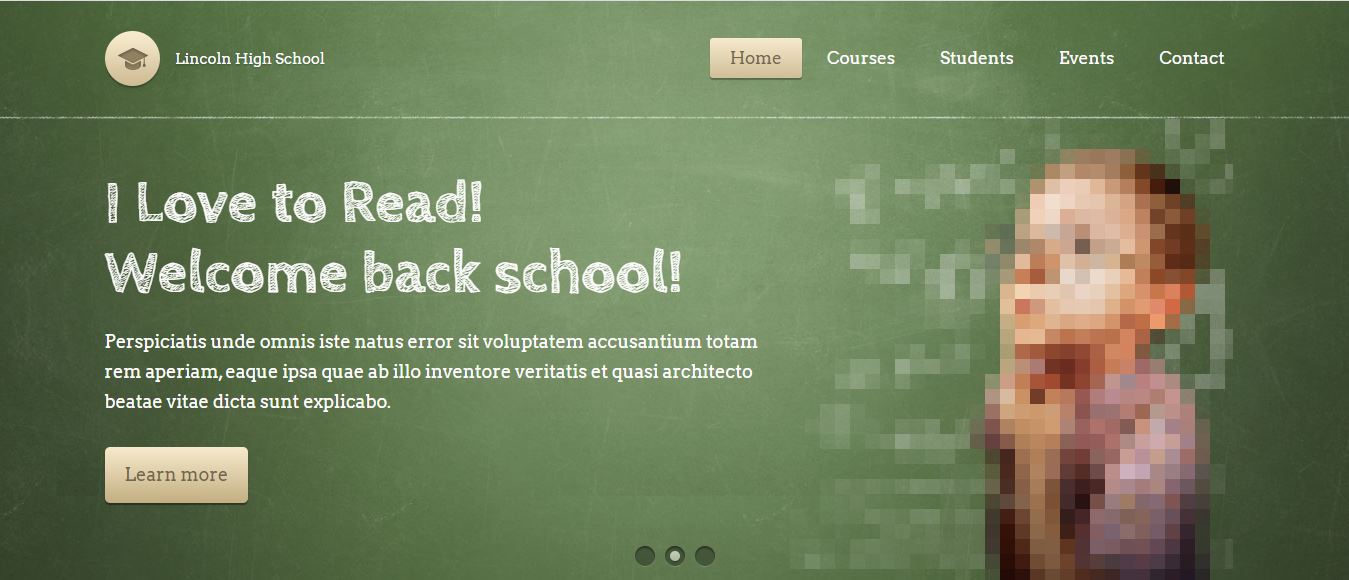 Lincoln High School
Home Courses Students Events Contact
I Love to Read!
Welcome back school!
Perspiciatis unde omnis iste natus error sit voluptatem accusantium totam
rem aperiam, eaque ipsa quae ab illo inventore veritatis et quasi architecto
beatae vitae dicta sunt explicabo.
Learn more